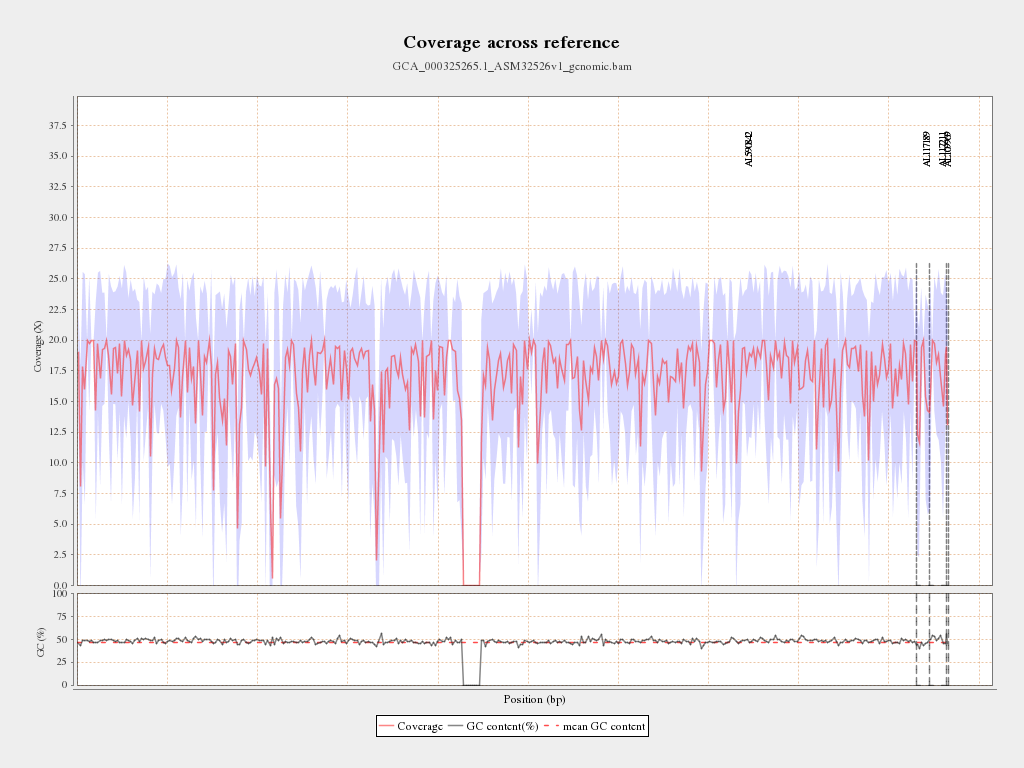 Coverage across reference
GCA_000325265.1_ASM32526v1_genomic.bam
Coverage (X)
37.5
35.0
32.5
30.0
27.5
25.0
22.5
20.0
17.5
15.0
12.5
10.0
7.5
5.0
2.5
0.0
AL590842
AL117189
AL117211
AL109969
GC (%)
100
75
50
25
0
Position (bp)
Coverage GC content(%) mean GC content